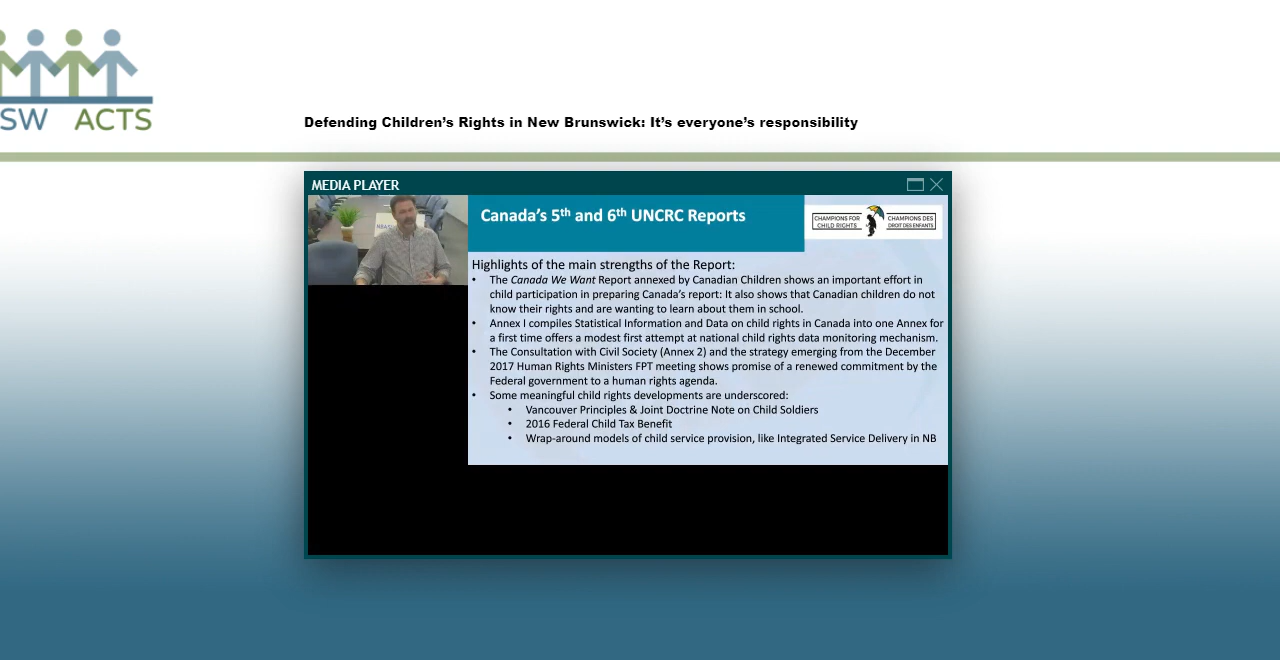 SW ACTS
Defending Children’s Rights in New Brunswick: It’s everyone’s responsibility
MEDIA PLAYER
Canada’s 5th and 6th UNCRC Reports
CHAMPIONS FOR
CHILD RIGHTS
CHAMPIONS DES
DROIT DES ENFANTS
Highlights of the main strengths of the Report:
• The Canada We Want Report annexed by Canadian Children shows an important effort in
child participation in preparing Canada’s report: It also shows that Canadian children do not
know their rights and are wanting to learn about them in school.
• Annex I compiles Statistical Information and Data on child rights in Canada into one Annex for
a first time offers a modest first attempt at national child rights data monitoring mechanism.
• The Consultation with Civil Society (Annex 2) and the strategy emerging from the December
2017 Human Rights Ministers FPT meeting shows promise of a renewed commitment by the
Federal government to a human rights agenda.
• Some meaningful child rights developments are underscored:
• Vancouver Principles & Joint Doctrine Note on Child Soldiers
• 2016 Federal Child Tax Benefit
• Wrap-around models of child service provision, like Integrated Service Delivery in NB